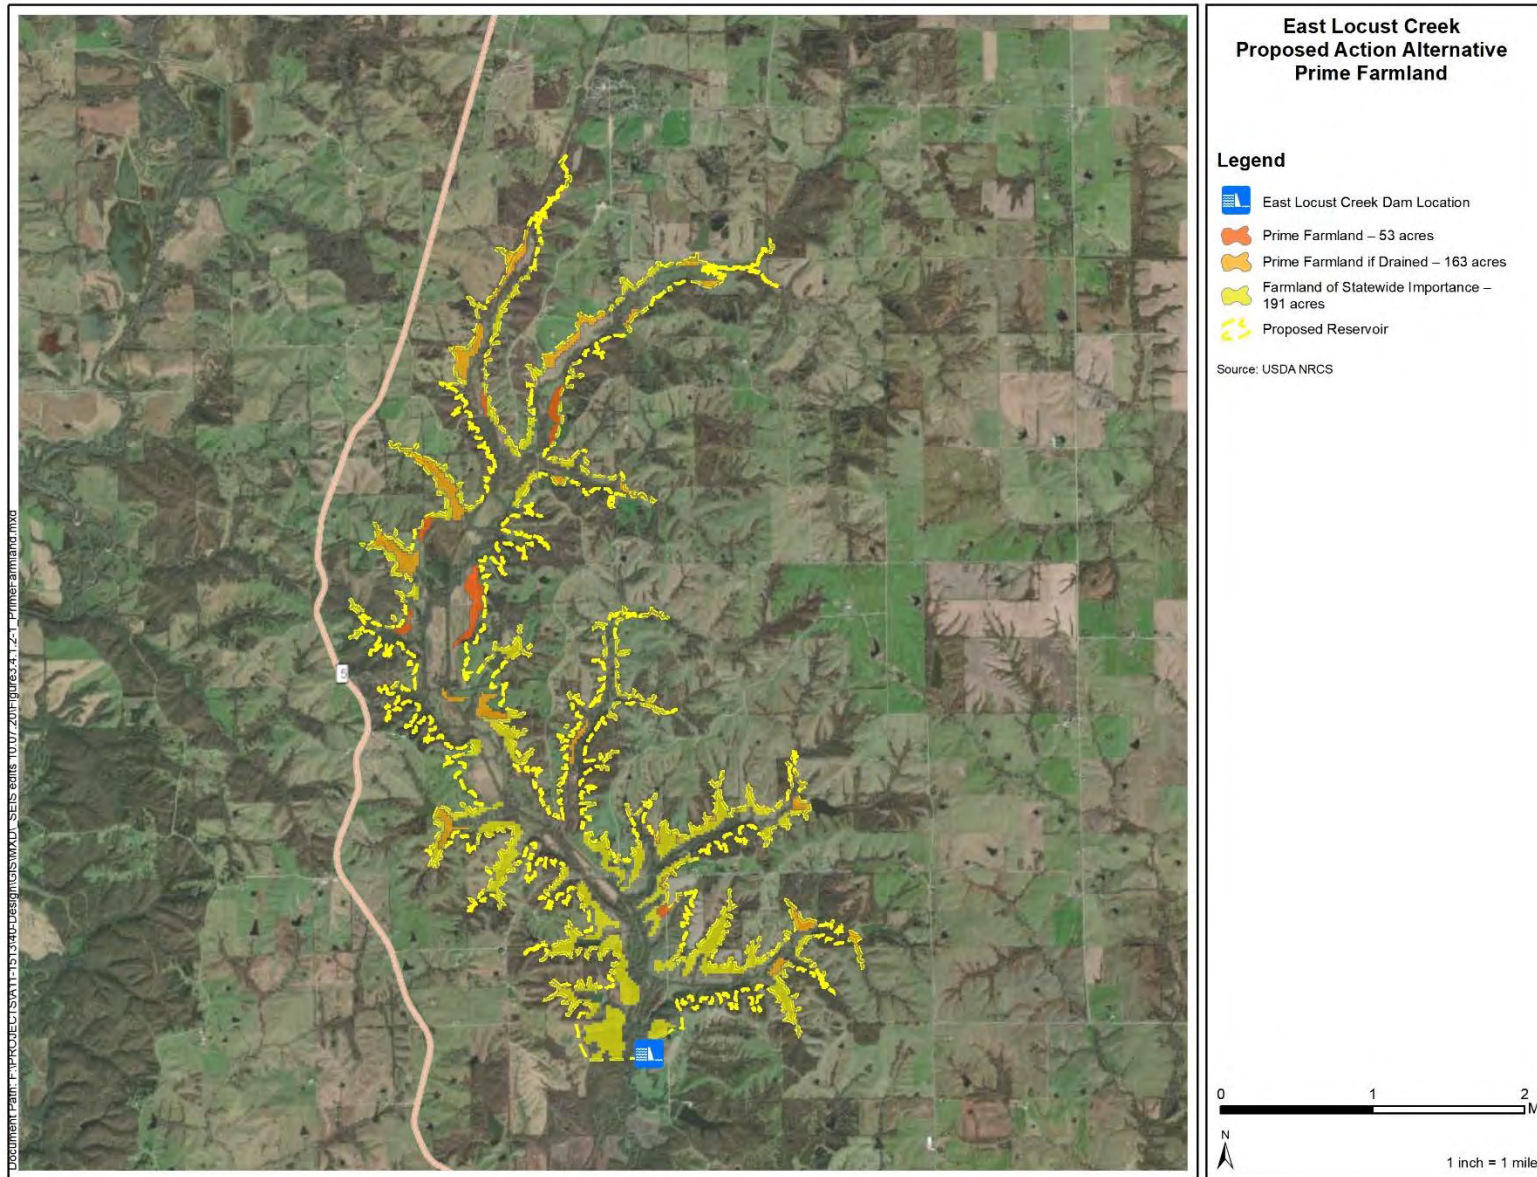 East Locust Creek
Proposed Action Alternative
Prime Farmland
Legend
East Locust Creek Dam Location
Prime Farmland – 53 acres
Prime Farmland if Drained – 163 acres
Farmland of Statewide Importance –
191 acres
Proposed Reservoir
Source: USDA NRCS
5
0 1 2
M
N
1 inch = 1 mile